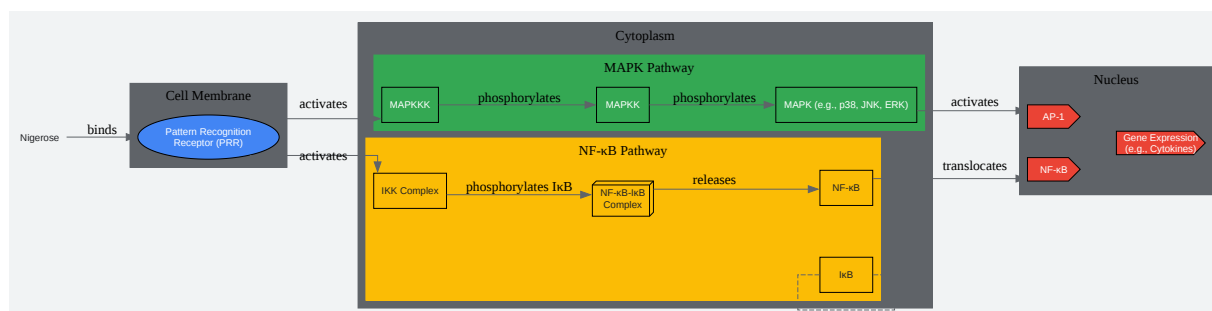 Cytoplasm
MAPK Pathway
Nucleus
Cell Membrane
activates
MAPKKK
phosphorylates
MAPKK
phosphorylates
MAPK (e.g., p38, JNK, ERK)
activates
AP-1
Nigerose
binds
Pattern Recognition
Receptor (PRR)
Gene Expression
(e.g., Cytokines)
activates
NF-κB Pathway
translocates
NF-κB
IKK Complex
phosphorylates IκB
NF-κB-IκB
Complex
releases
NF-κB
IκB